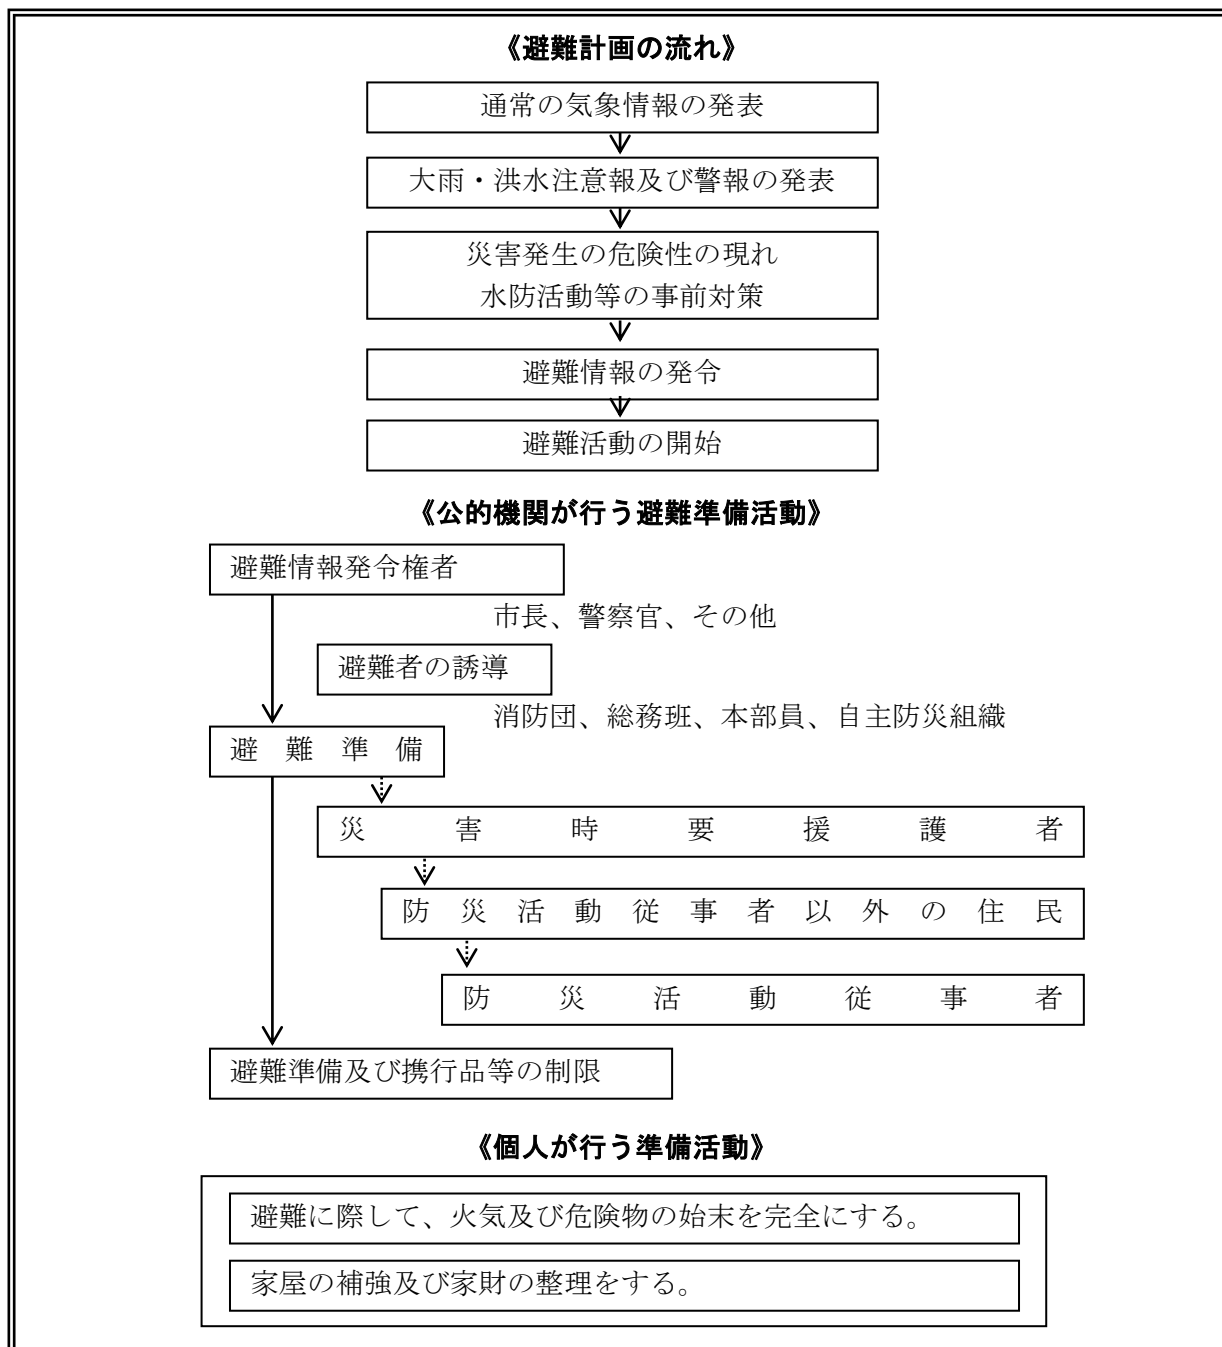 《避難計画の流れ》
通常の気象情報の発表
大雨・洪水注意報及び警報の発表
災害発生の危険性の現れ
水防活動等の事前対策
避難情報の発令
避難活動の開始
《公的機関が行う避難準備活動》
避難情報発令権者
市長、警察官、その他
避難者の誘導
消防団、総務班、本部員、自主防災組織
避難準備
災害時要援護者
防災活動従事者以外の住民
防災活動従事者
避難準備及び携行品等の制限
《個人が行う準備活動》
避難に際して、火気及び危険物の始末を完全にする。
家屋の補強及び家財の整理をする。